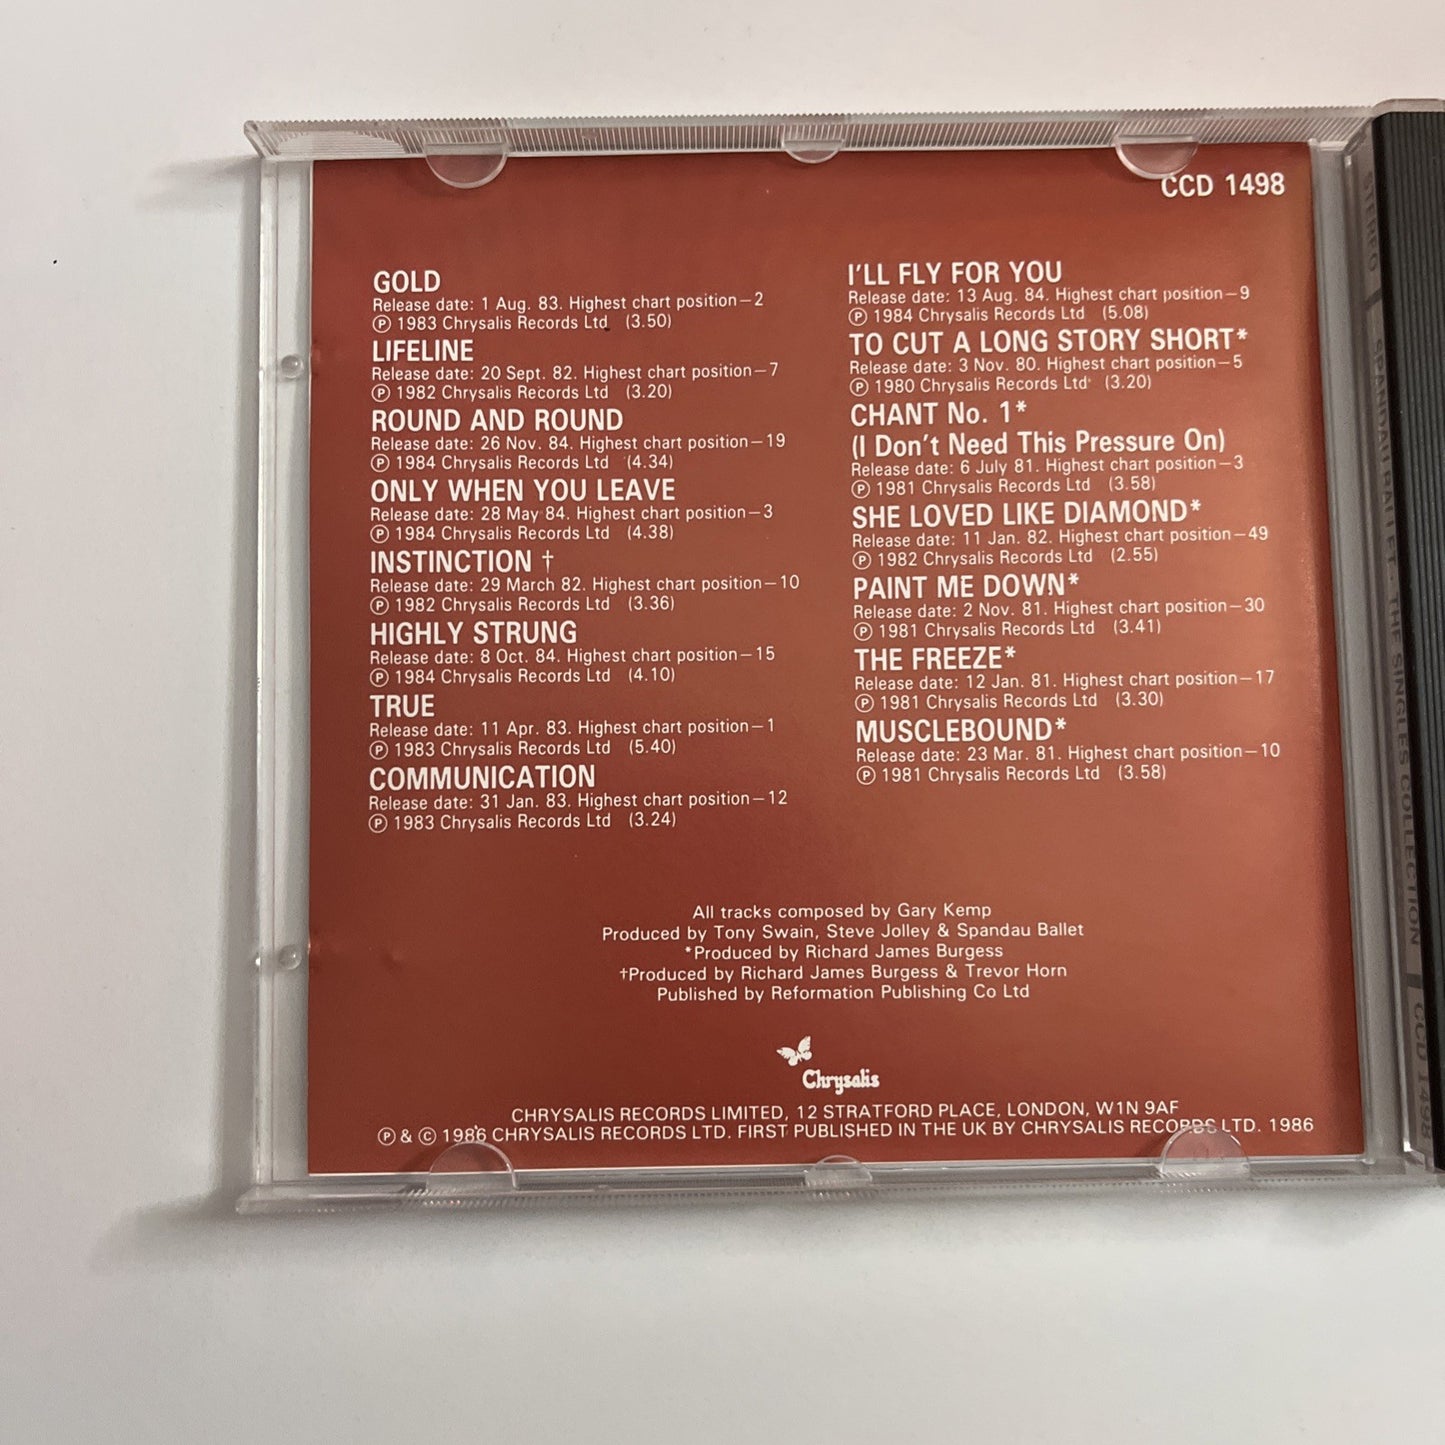 CCD 1498
GOLD
Release date: 1 Aug. 83. Highest chart position–2
Ⓟ 1983 Chrysalis Records Ltd (3.50)
LIFELINE
Release date: 20 Sept. 82. Highest chart position–7
Ⓟ 1982 Chrysalis Records Ltd (3.20)
ROUND AND ROUND
Release date: 26 Nov. 84. Highest chart position–19
Ⓟ 1984 Chrysalis Records Ltd (4.34)
ONLY WHEN YOU LEAVE
Release date: 28 May 84. Highest chart position–3
Ⓟ 1984 Chrysalis Records Ltd (4.38)
INSTINCTION †
Release date: 29 March 82. Highest chart position–10
Ⓟ 1982 Chrysalis Records Ltd (3.36)
HIGHLY STRUNG
Release date: 8 Oct. 84. Highest chart position–15
Ⓟ 1984 Chrysalis Records Ltd (4.10)
TRUE
Release date: 11 Apr. 83. Highest chart position–1
Ⓟ 1983 Chrysalis Records Ltd (5.40)
COMMUNICATION
Release date: 31 Jan. 83. Highest chart position–12
Ⓟ 1983 Chrysalis Records Ltd (3.24)
I'LL FLY FOR YOU
Release date: 13 Aug. 84. Highest chart position–9
Ⓟ 1984 Chrysalis Records Ltd (5.08)
TO CUT A LONG STORY SHORT*
Release date: 3 Nov. 80. Highest chart position–5
Ⓟ 1980 Chrysalis Records Ltd (3.20)
CHANT No. 1*
(I Don't Need This Pressure On)
Release date: 6 July 81. Highest chart position–3
Ⓟ 1981 Chrysalis Records Ltd (3.58)
SHE LOVED LIKE DIAMOND*
Release date: 11 Jan. 82. Highest chart position–49
Ⓟ 1982 Chrysalis Records Ltd (2.55)
PAINT ME DOWN*
Release date: 2 Nov. 81. Highest chart position–30
Ⓟ 1981 Chrysalis Records Ltd (3.41)
THE FREEZE*
Release date: 12 Jan. 81. Highest chart position–17
Ⓟ 1981 Chrysalis Records Ltd (3.30)
MUSCLEBOUND*
Release date: 23 Mar. 81. Highest chart position–10
Ⓟ 1981 Chrysalis Records Ltd (3.58)
All tracks composed by Gary Kemp
Produced by Tony Swain, Steve Jolley & Spandau Ballet
*Produced by Richard James Burgess
†Produced by Richard James Burgess & Trevor Horn
Published by Reformation Publishing Co Ltd
Chrysalis
CHRYSALIS RECORDS LIMITED, 12 STRATFORD PLACE, LONDON, W1N 9AF
Ⓟ & © 1986 CHRYSALIS RECORDS LTD. FIRST PUBLISHED IN THE UK BY CHRYSALIS RECORDS LTD. 1986
STEREO SPANDAU BALLET · THE SINGLES COLLECTION CCD 1498